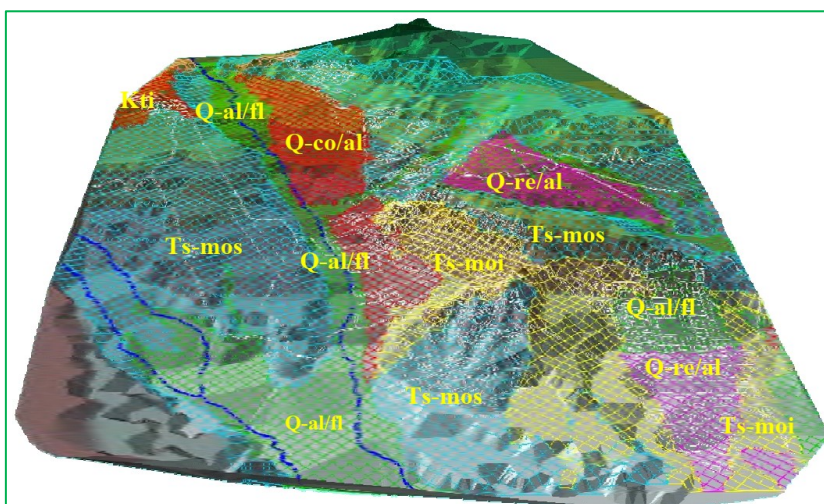 Kti
Q-al/fl
Q-co/al
Q-re/al
Ts-mos
Ts-mos
Q-al/fl
Ts-moi
Q-al/fl
Q-re/al
Ts-mos
Q-al/fl
Ts-moi